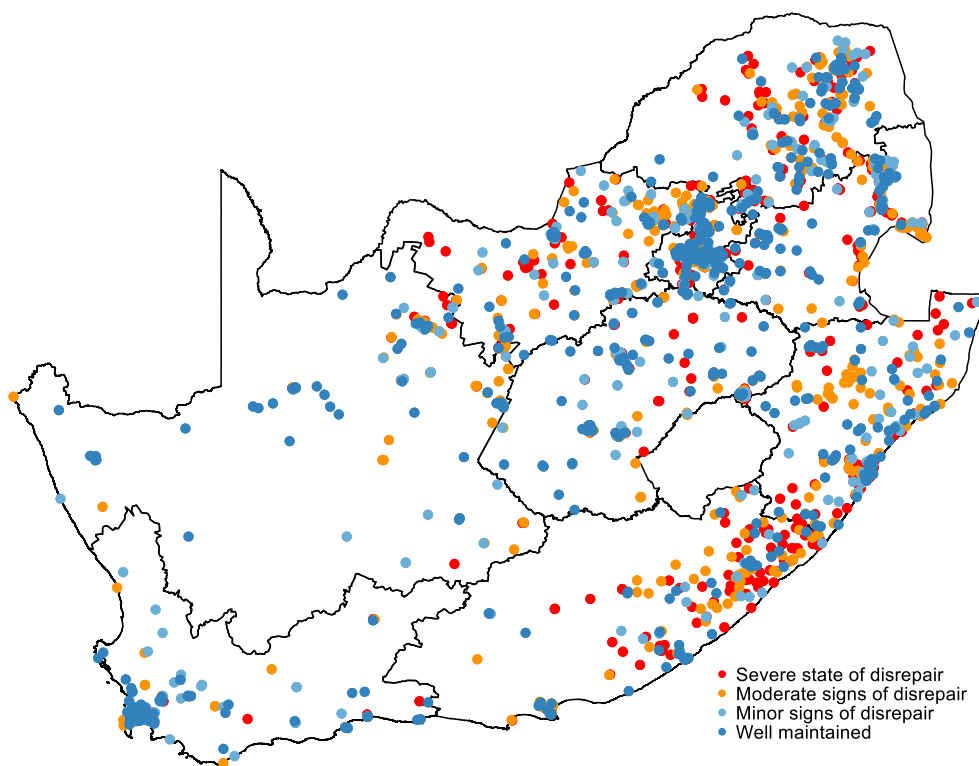 Severe state of disrepair
Moderate signs of disrepair
Minor signs of disrepair
Well maintained